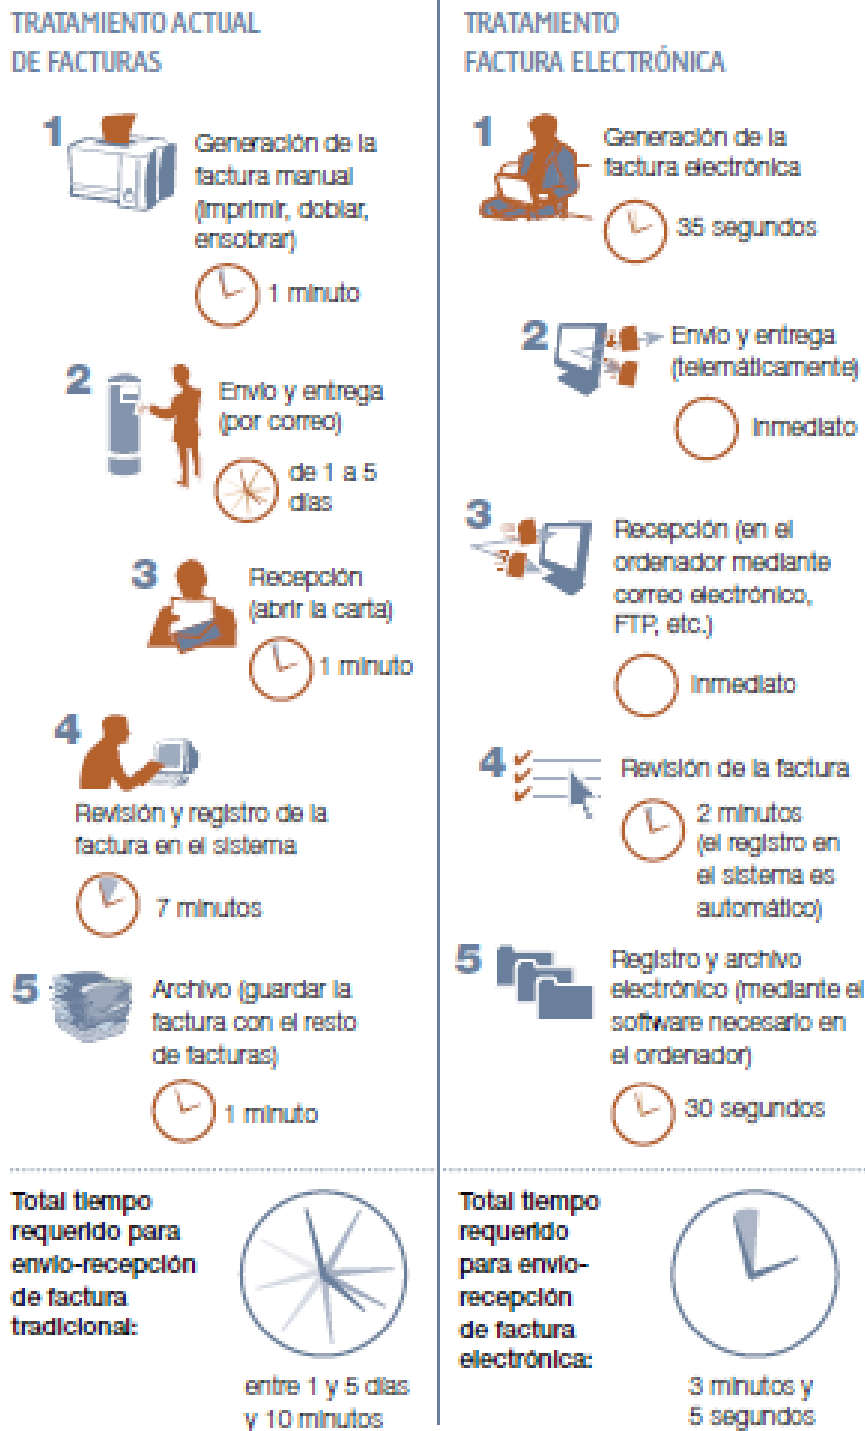 TRATAMIENTO ACTUAL
DE FACTURAS
1
Generación de la
factura manual
(imprimir, doblar,
ensobrar)
1 minuto
2
Envío y entrega
(por correo)
de 1 a 5
días
3
Recepción
(abrir la carta)
1 minuto
4
Revisión y registro de la
factura en el sistema
7 minutos
5
Archivo (guardar la
factura con el resto
de facturas)
1 minuto
Total tiempo
requerido para
envío-recepción
de factura
tradicional:
entre 1 y 5 días
y 10 minutos
TRATAMIENTO
FACTURA ELECTRÓNICA
1
Generación de la
factura electrónica
35 segundos
2
Envío y entrega
(telemáticamente)
Inmediato
3
Recepción (en el
ordenador mediante
correo electrónico,
FTP, etc.)
Inmediato
4
Revisión de la factura
2 minutos
(el registro en
el sistema es
automático)
5
Registro y archivo
electrónico (mediante el
software necesario en
el ordenador)
30 segundos
Total tiempo
requerido
para envío-
recepción
de factura
electrónica:
3 minutos y
5 segundos